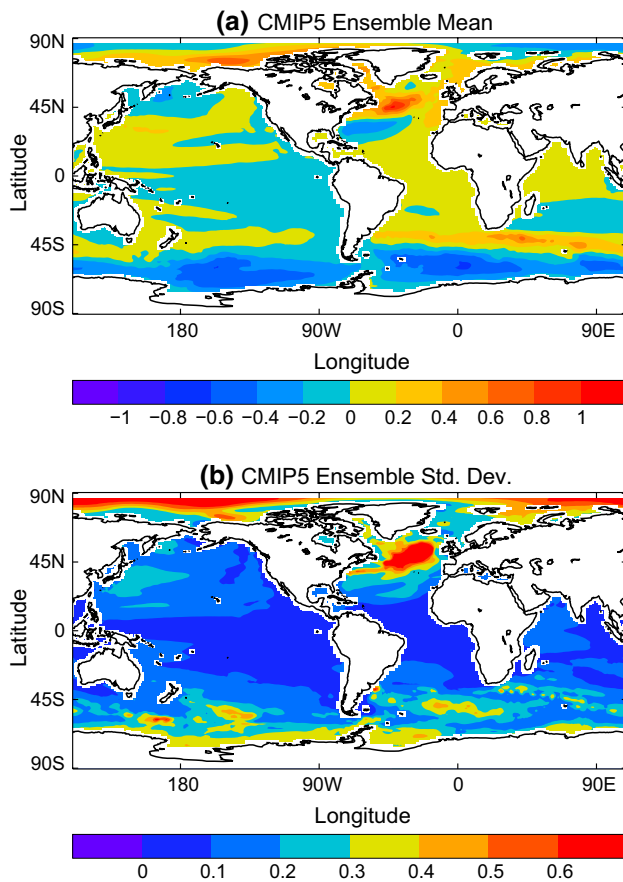 (a) CMIP5 Ensemble Mean
90N
45N
0
45S
90S
Latitude
180 90W 0 90E
Longitude
−1 −0.8 −0.6 −0.4 −0.2 0 0.2 0.4 0.6 0.8 1
(b) CMIP5 Ensemble Std. Dev.
90N
45N
0
45S
90S
Latitude
180 90W 0 90E
Longitude
0 0.1 0.2 0.3 0.4 0.5 0.6